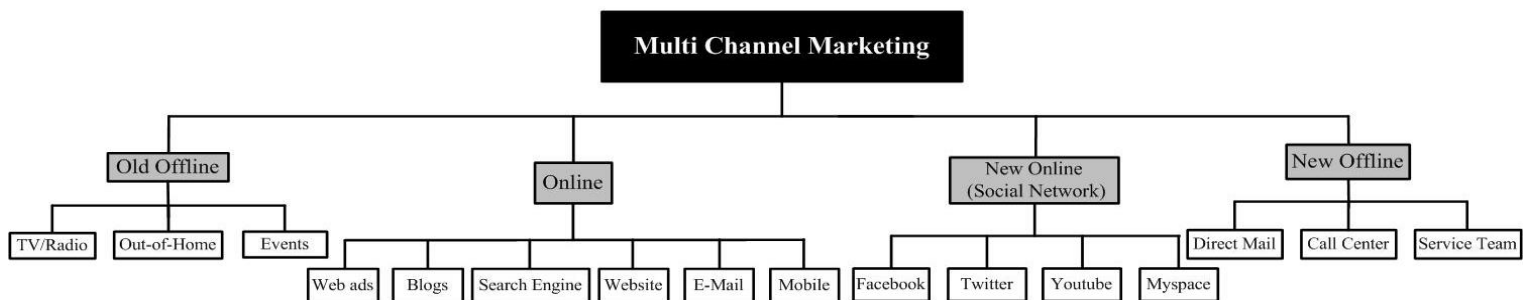 Multi Channel Marketing
Old Offline
Online
New Online
(Social Network)
New Offline
TV/Radio
Out-of-Home
Events
Web ads
Blogs
Search Engine
Website
E-Mail
Mobile
Facebook
Twitter
Youtube
Myspace
Direct Mail
Call Center
Service Team